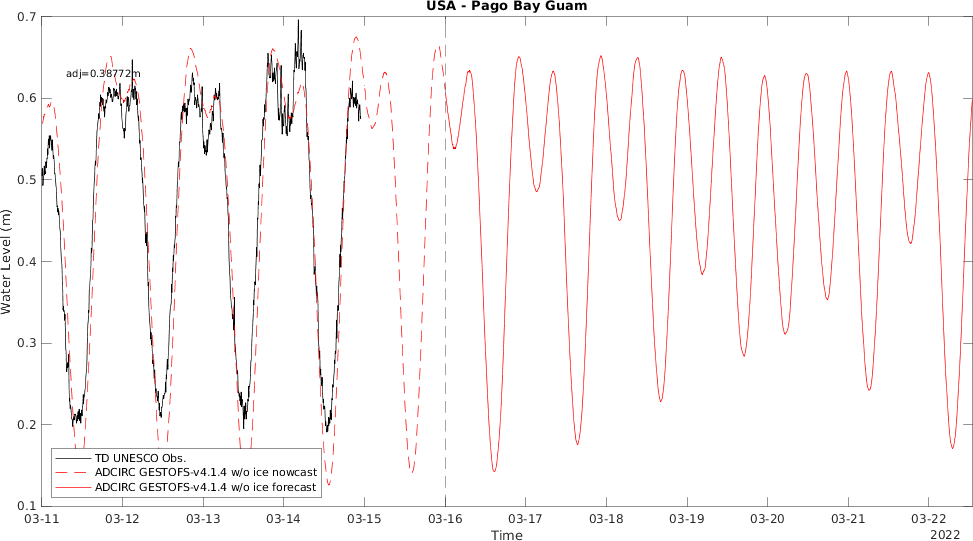 USA - Pago Bay Guam
0.7
adj=0.38772m
0.6
0.5
0.4
0.3
0.2
0.1
Water Level (m)
TD UNESCO Obs.
ADCIRC GESTOFS-v4.1.4 w/o ice nowcast
ADCIRC GESTOFS-v4.1.4 w/o ice forecast
03-11 03-12 03-13 03-14 03-15 03-16 03-17 03-18 03-19 03-20 03-21 03-22
Time
2022